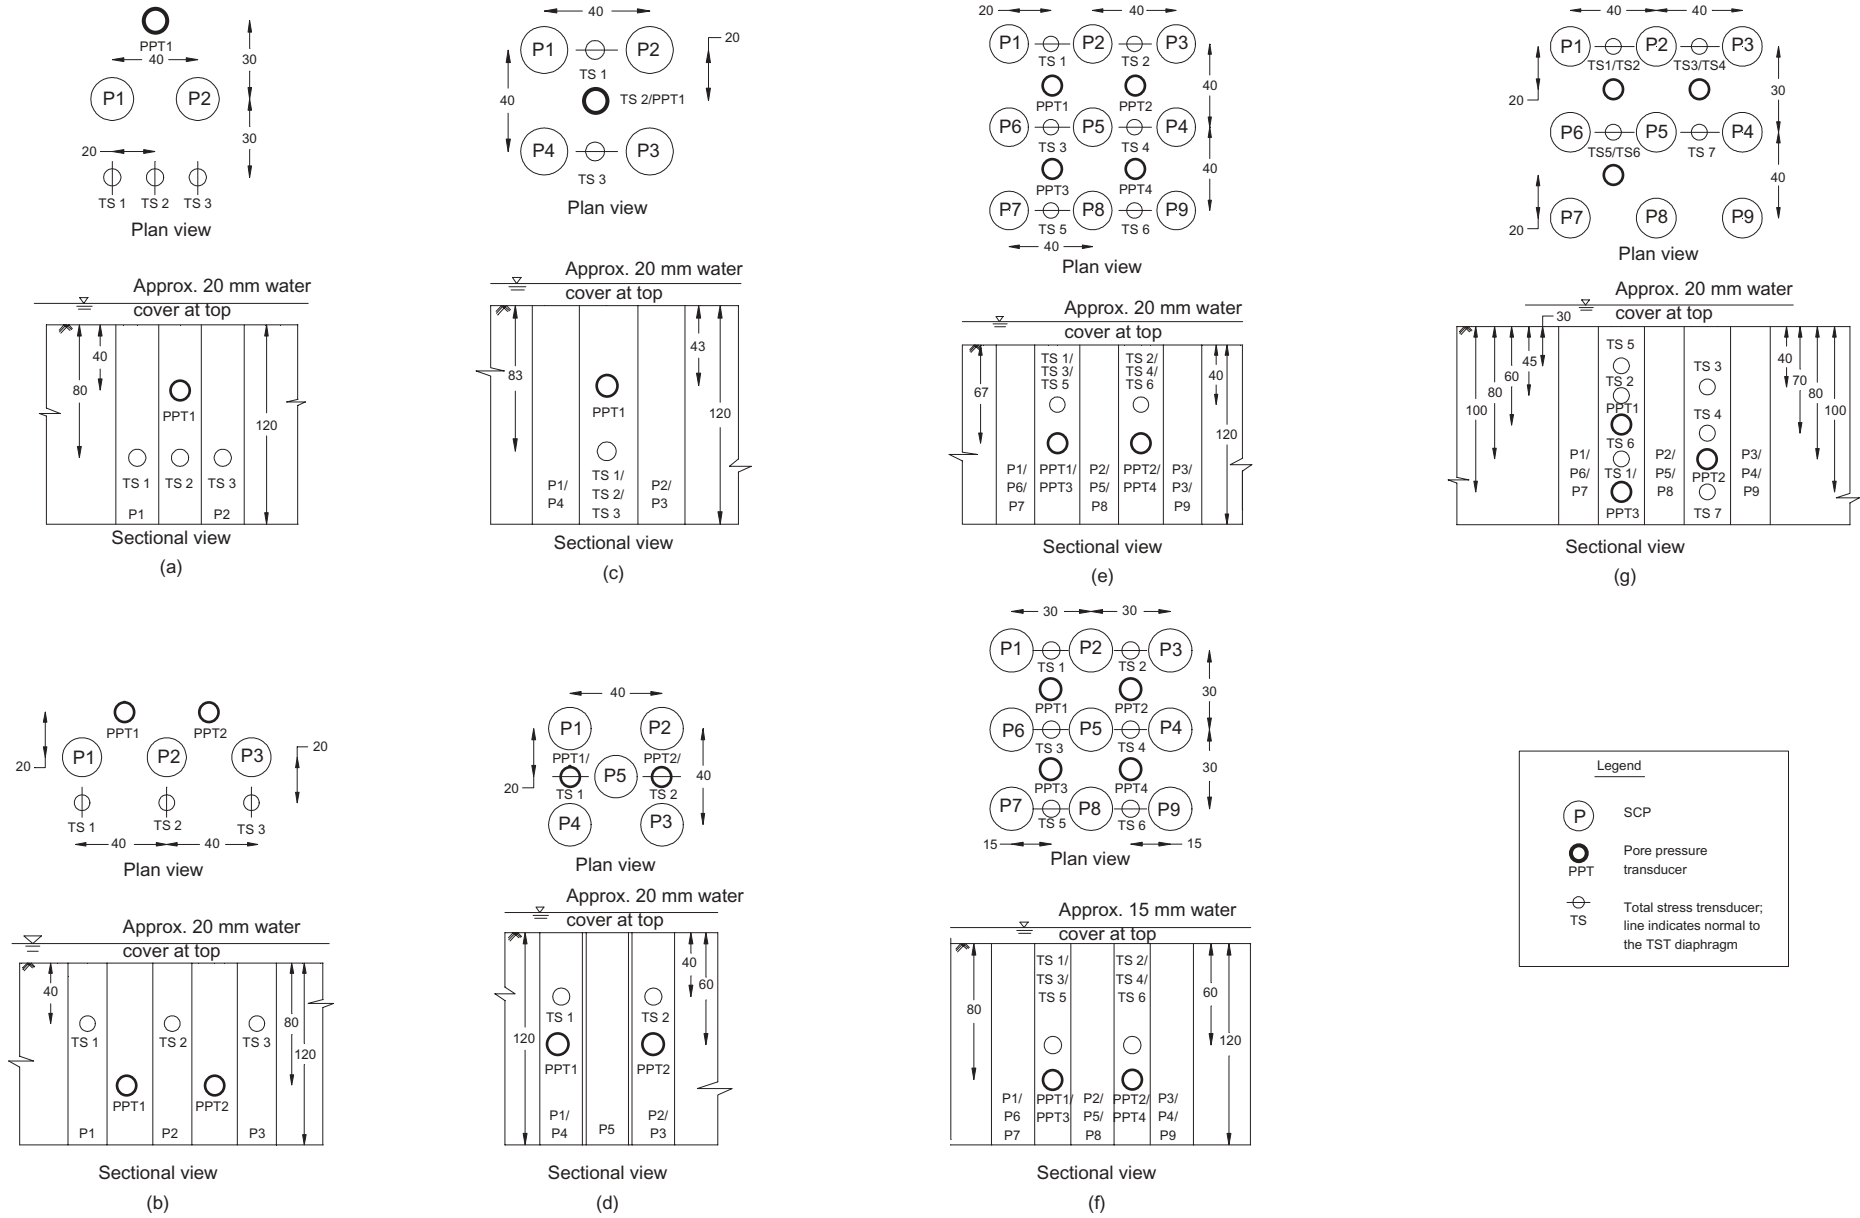 40
PPT1
40
30
P1
P2
30
20
TS 1
TS 2
TS 3
Plan view
Approx. 20 mm water
cover at top
40
80
PPT1
120
TS 1
TS 2
TS 3
P1
P2
Sectional view
(a)
40
20
P1
P2
TS 1
40
TS 2/PPT1
P4
P3
TS 3
Plan view
Approx. 20 mm water
cover at top
43
83
PPT1
120
P1/
P4
TS 1/
TS 2/
TS 3
P2/
P3
Sectional view
(c)
20
40
P1
P2
P3
TS 1
TS 2
40
PPT1
PPT2
P6
P5
P4
TS 3
TS 4
40
PPT3
PPT4
P7
P8
P9
TS 5
TS 6
40
Plan view
Approx. 20 mm water
cover at top
TS 1/
TS 3/
TS 5
TS 2/
TS 4/
TS 6
40
67
120
P1/
P6/
P7
PPT1/
PPT3
P2/
P5/
P8
PPT2/
PPT4
P3/
P3/
P9
Sectional view
(e)
40
40
P1
P2
P3
TS1/TS2
TS3/TS4
20
30
P6
P5
P4
TS5/TS6
TS 7
40
P7
P8
P9
20
Plan view
Approx. 20 mm water
cover at top
30
45
60
80
100
TS 5
TS 2
PPT1
TS 6
TS 1/
PPT3
TS 3
TS 4
PPT2
TS 7
40
70
80
100
P1/
P6/
P7
P2/
P5/
P8
P3/
P4/
P9
Sectional view
(g)
PPT1
PPT2
20
20
P1
P2
P3
TS 1
TS 2
TS 3
40
40
Plan view
Approx. 20 mm water
cover at top
40
TS 1
TS 2
TS 3
80
120
PPT1
PPT2
P1
P2
P3
Sectional view
(b)
40
P1
P2
PPT1/
PPT2/
20
P5
40
TS 1
TS 2
P4
P3
Plan view
Approx. 20 mm water
cover at top
40
60
TS 1
TS 2
120
PPT1
PPT2
P1/
P4
P5
P2/
P3
Sectional view
(d)
30
30
P1
P2
P3
TS 1
TS 2
30
PPT1
PPT2
P6
P5
P4
TS 3
TS 4
30
PPT3
PPT4
P7
P8
P9
TS 5
TS 6
15
15
Plan view
Approx. 15 mm water
cover at top
TS 1/
TS 3/
TS 5
TS 2/
TS 4/
TS 6
60
80
120
P1/
P6
P7
PPT1/
PPT3
P2/
P5/
P8
PPT2/
PPT4
P3/
P4/
P9
Sectional view
(f)
Legend
P
SCP
PPT
Pore pressure
transducer
TS
Total stress trensducer;
line indicates normal to
the TST diaphragm